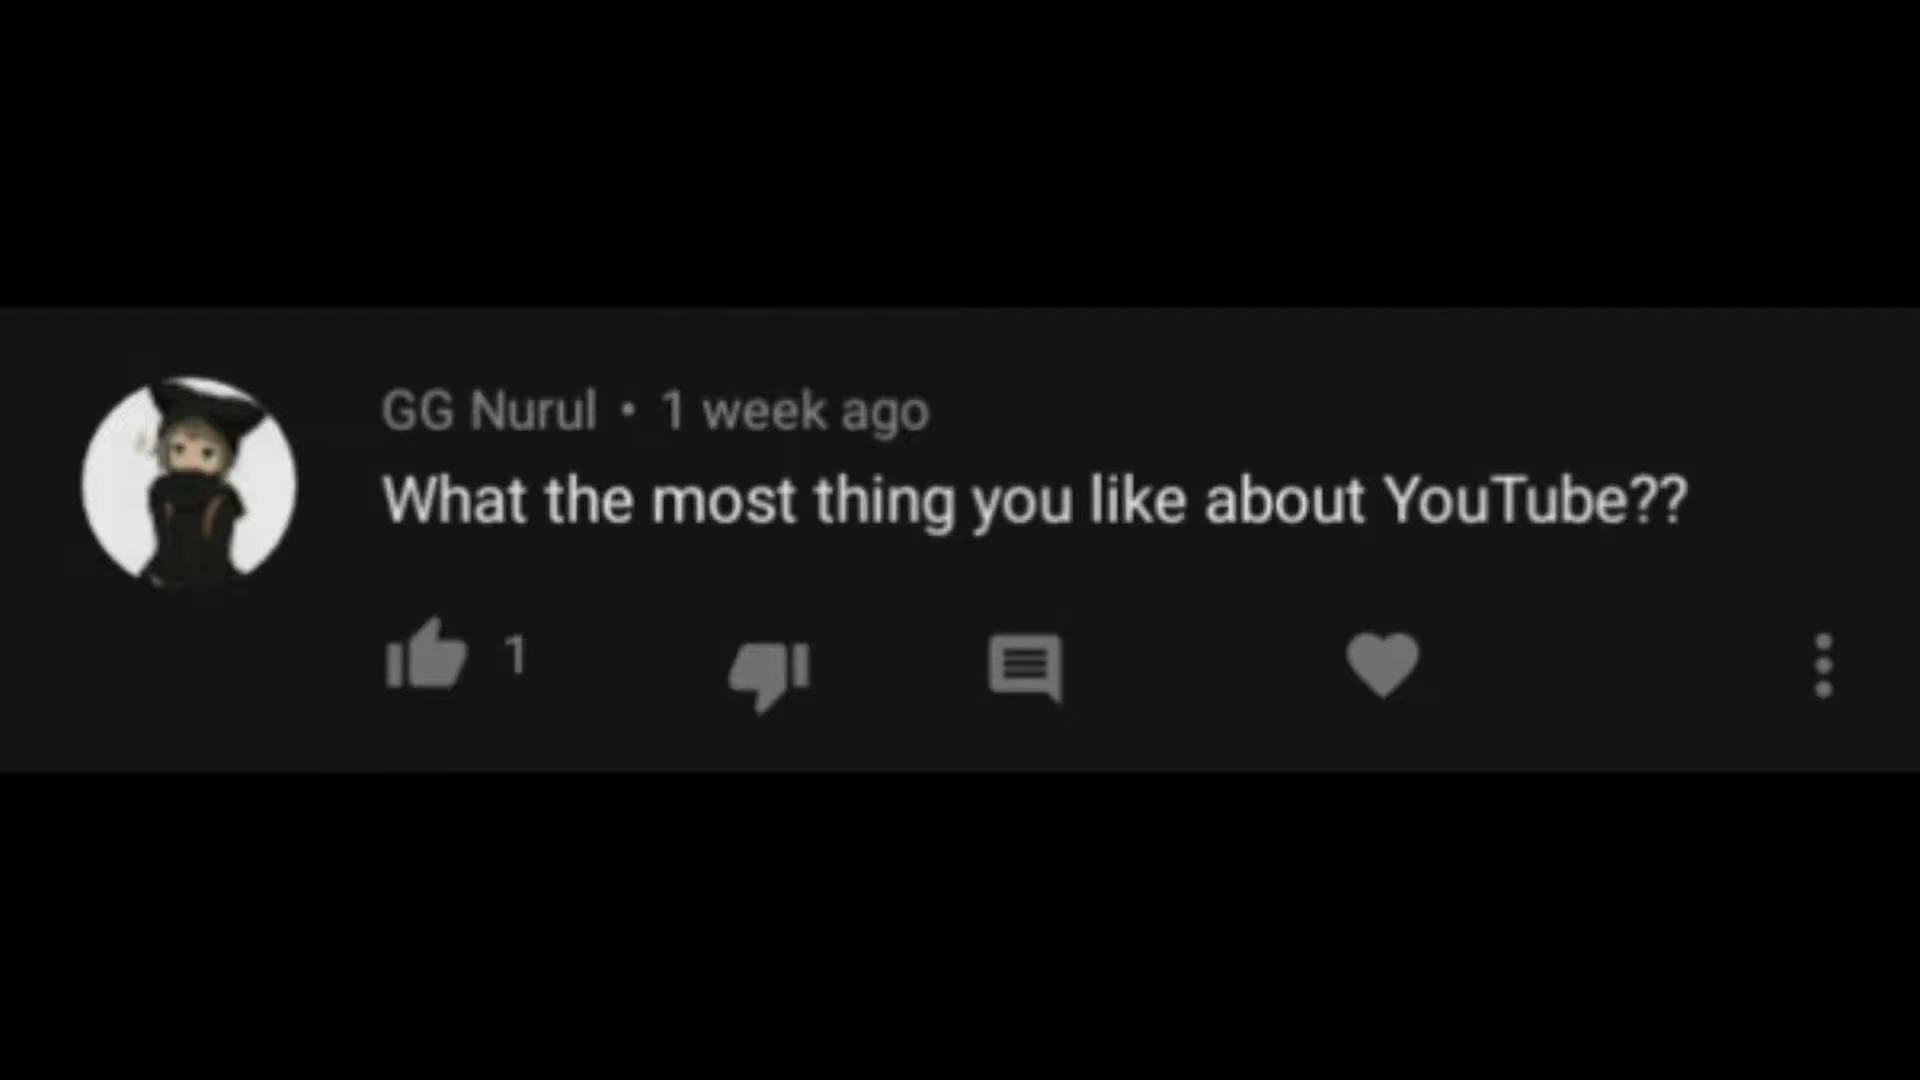 GG Nurul • 1 week ago
What the most thing you like about YouTube??
1